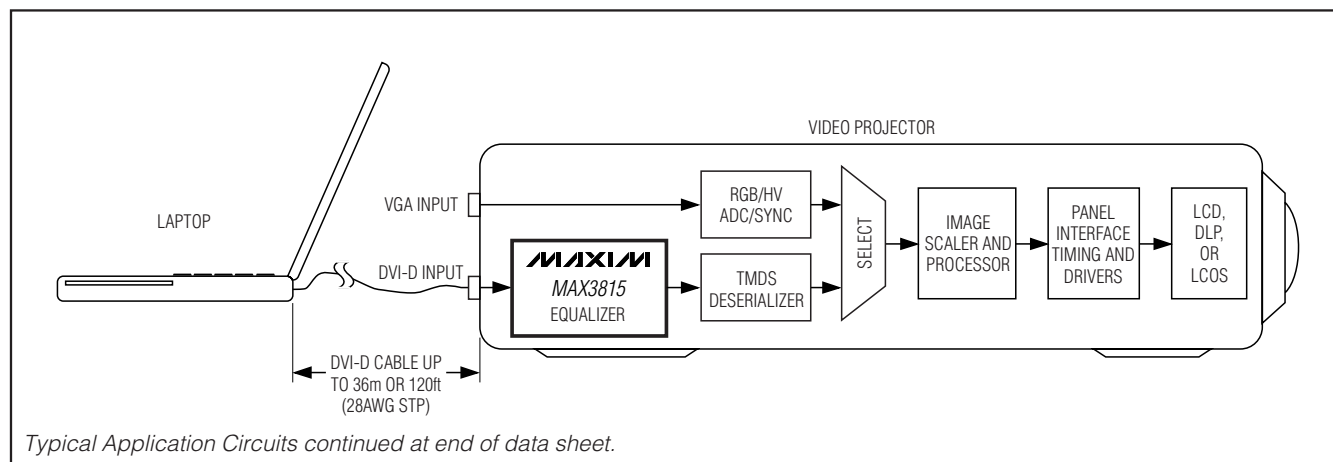 VIDEO PROJECTOR
LAPTOP
VGA INPUT
RGB/HV
ADC/SYNC
SELECT
IMAGE
SCALER AND
PROCESSOR
PANEL
INTERFACE
TIMING AND
DRIVERS
LCD,
DLP,
OR
LCOS
DVI-D INPUT
MAXIM
MAX3815
EQUALIZER
TMDS
DESERIALIZER
DVI-D CABLE UP
TO 36m OR 120ft
(28AWG STP)
Typical Application Circuits continued at end of data sheet.